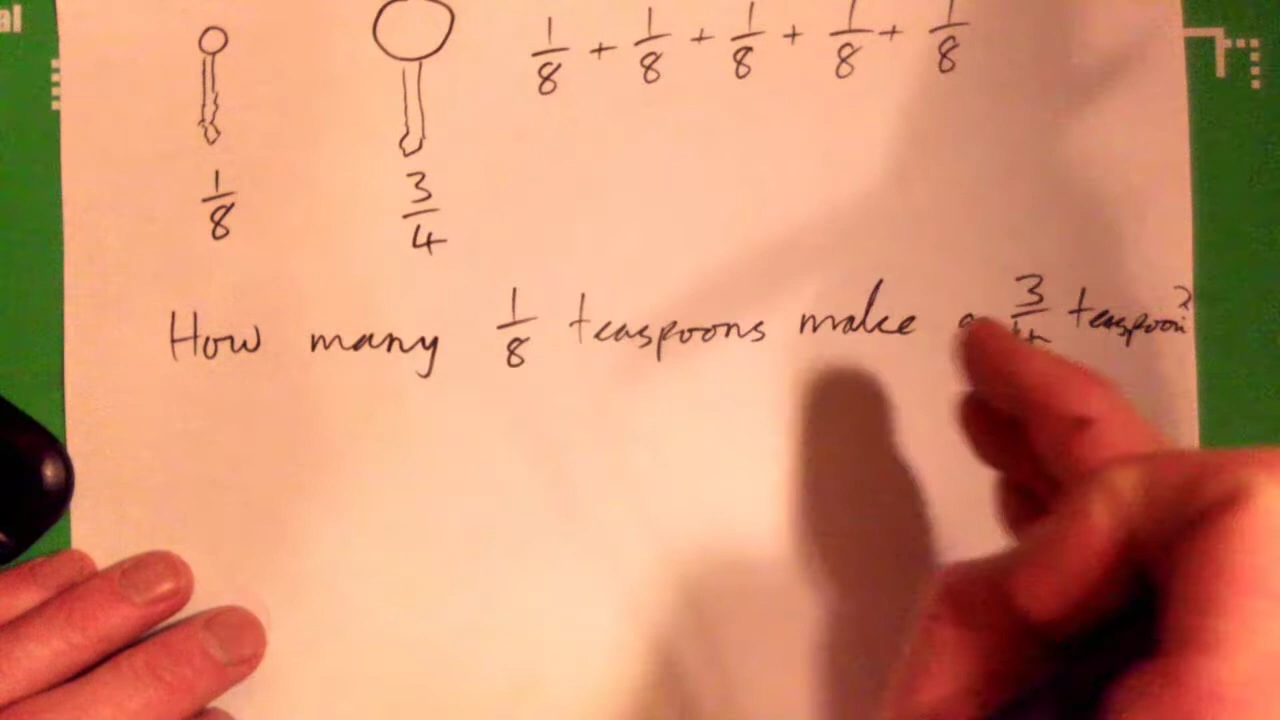 al
1/8 + 1/8 + 1/8 + 1/8 + 1/8
1/8 3/4
How many 1/8 teaspoons make a 3/4 teaspoon?